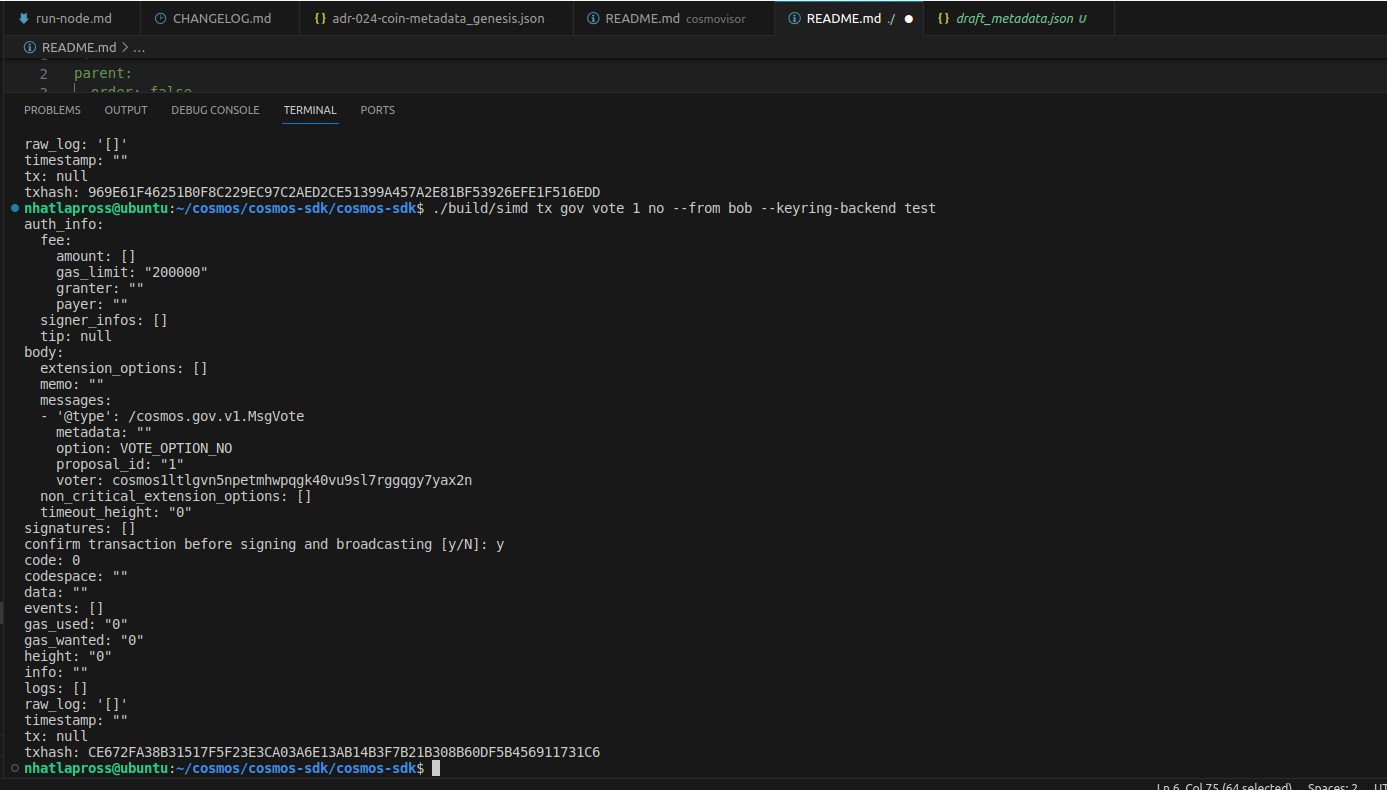 run-node.md CHANGELOG.md {} adr-024-coin-metadata_genesis.json README.md cosmovisor README.md ./ {} draft_metadata.json U
README.md > ...
2 parent:
3 order: false
PROBLEMS OUTPUT DEBUG CONSOLE TERMINAL PORTS
raw_log: '[]'
timestamp: ""
tx: null
txhash: 969E61F46251B0F8C229EC97C2AED2CE51399A457A2E81BF53926EFE1F516EDD
nhatlapross@ubuntu:~/cosmos/cosmos-sdk/cosmos-sdk$ ./build/simd tx gov vote 1 no --from bob --keyring-backend test
auth_info:
  fee:
    amount: []
    gas_limit: "200000"
    granter: ""
    payer: ""
  signer_infos: []
  tip: null
body:
  extension_options: []
  memo: ""
  messages:
  - '@type': /cosmos.gov.v1.MsgVote
    metadata: ""
    option: VOTE_OPTION_NO
    proposal_id: "1"
    voter: cosmos1ltlgvn5npetmhwpqgk40vu9sl7rggqgy7yax2n
  non_critical_extension_options: []
  timeout_height: "0"
signatures: []
confirm transaction before signing and broadcasting [y/N]: y
code: 0
codespace: ""
data: ""
events: []
gas_used: "0"
gas_wanted: "0"
height: "0"
info: ""
logs: []
raw_log: '[]'
timestamp: ""
tx: null
txhash: CE672FA38B31517F5F23E3CA03A6E13AB14B3F7B21B308B60DF5B456911731C6
nhatlapross@ubuntu:~/cosmos/cosmos-sdk/cosmos-sdk$
Ln 6, Col 75 (64 selected) Spaces: 2